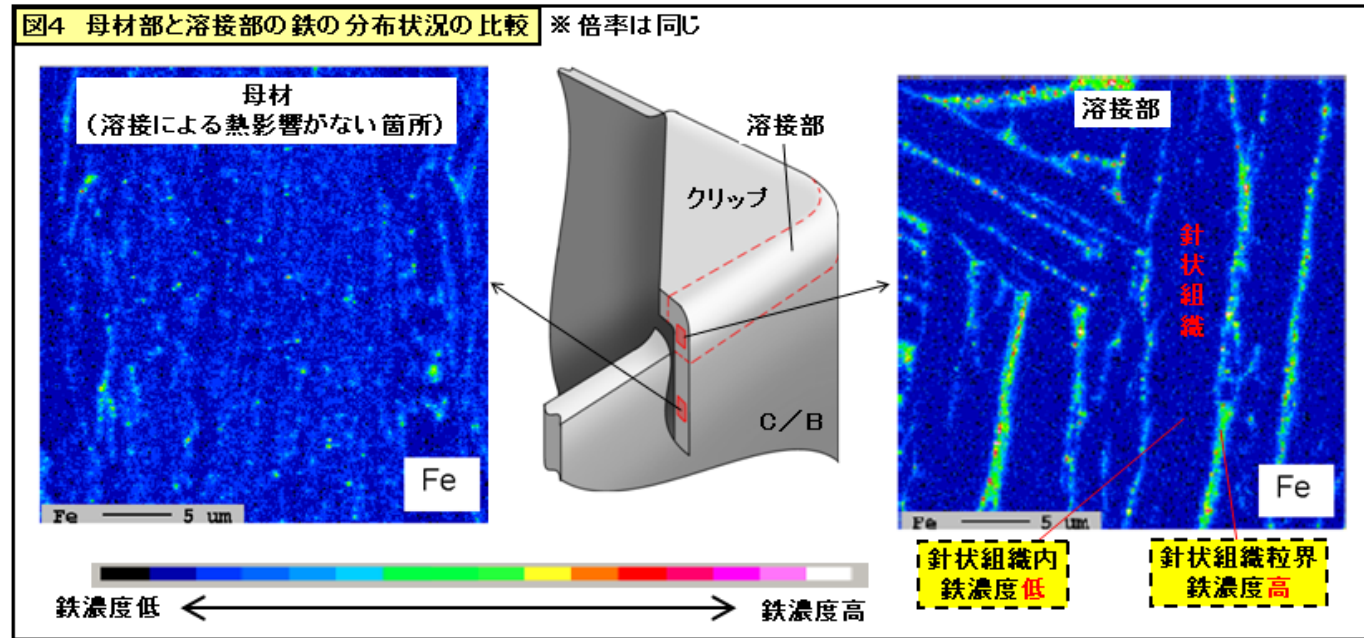 図4 母材部と溶接部の鉄の分布状況の比較 ※倍率は同じ
母材
（溶接による熱影響がない箇所）
Fe
Fe 5 um
溶接部
クリップ
C／B
溶接部
針状組織
Fe
Fe 5 um
針状組織内
鉄濃度低
針状組織粒界
鉄濃度高
鉄濃度低
鉄濃度高